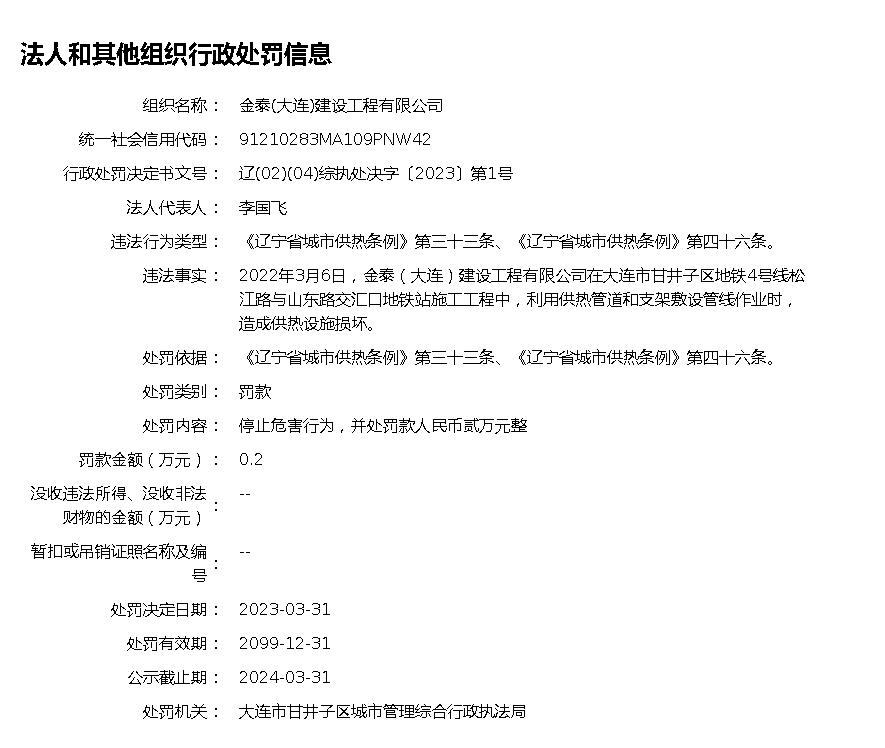 法人和其他组织行政处罚信息
组织名称： 金泰(大连)建设工程有限公司
统一社会信用代码： 91210283MA109PNW42
行政处罚决定书文号： 辽(02)(04)综执处决字〔2023〕第1号
法人代表人： 李国飞
违法行为类型： 《辽宁省城市供热条例》第三十三条、《辽宁省城市供热条例》第四十六条。
违法事实： 2022年3月6日，金泰（大连）建设工程有限公司在大连市甘井子区地铁4号线松
江路与山东路交汇口地铁站施工工程中，利用供热管道和支架敷设管线作业时，
造成供热设施损坏。
处罚依据： 《辽宁省城市供热条例》第三十三条、《辽宁省城市供热条例》第四十六条。
处罚类别： 罚款
处罚内容： 停止危害行为，并处罚款人民币贰万元整
罚款金额（万元）： 0.2
没收违法所得、没收非法
财物的金额（万元）： --
暂扣或吊销证照名称及编
号： --
处罚决定日期： 2023-03-31
处罚有效期： 2099-12-31
公示截止期： 2024-03-31
处罚机关： 大连市甘井子区城市管理综合行政执法局